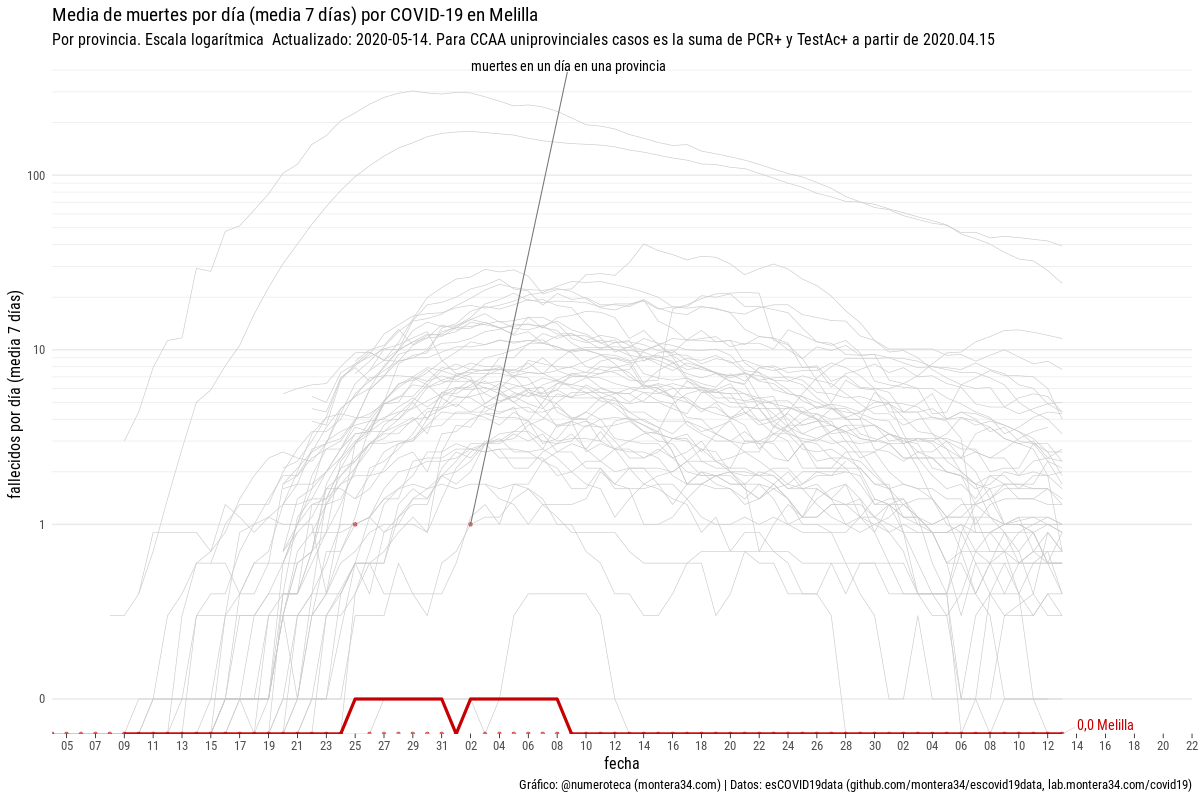 Media de muertes por día (media 7 días) por COVID-19 en Melilla
Por provincia. Escala logarítmica  Actualizado: 2020-05-14. Para CCAA uniprovinciales casos es la suma de PCR+ y TestAc+ a partir de 2020.04.15
muertes en un día en una provincia
fallecidos por día (media 7 días)
100
10
1
0
0,0 Melilla
05 07 09 11 13 15 17 19 21 23 25 27 29 31 02 04 06 08 10 12 14 16 18 20 22 24 26 28 30 02 04 06 08 10 12 14 16 18 20 22
fecha
Gráfico: @numeroteca (montera34.com) | Datos: esCOVID19data (github.com/montera34/escovid19data, lab.montera34.com/covid19)